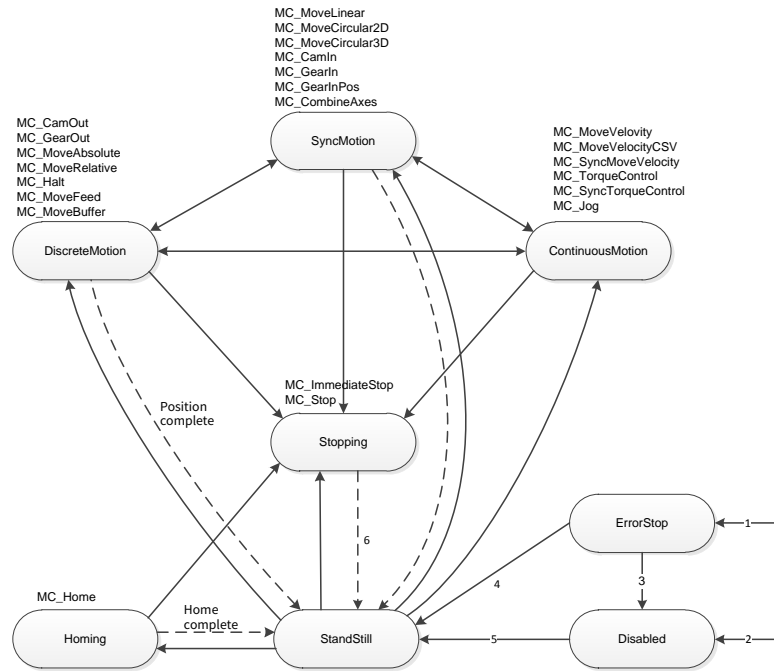 MC_MoveLinear
MC_MoveCircular2D
MC_MoveCircular3D
MC_CamIn
MC_GearIn
MC_GearInPos
MC_CombineAxes
SyncMotion
MC_CamOut
MC_GearOut
MC_MoveAbsolute
MC_MoveRelative
MC_Halt
MC_MoveFeed
MC_MoveBuffer
DiscreteMotion
MC_MoveVelovity
MC_MoveVelocityCSV
MC_SyncMoveVelocity
MC_TorqueControl
MC_SyncTorqueControl
MC_Jog
ContinuousMotion
MC_ImmediateStop
MC_Stop
Stopping
Position
complete
6
ErrorStop
1
4
3
MC_Home
Homing
Home
complete
StandStill
5
Disabled
2